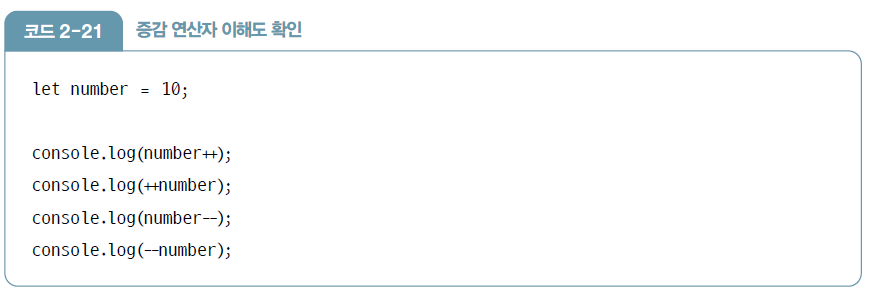 코드 2-21 증감 연산자 이해도 확인
let number = 10;
console.log(number++);
console.log(++number);
console.log(number--);
console.log(--number);